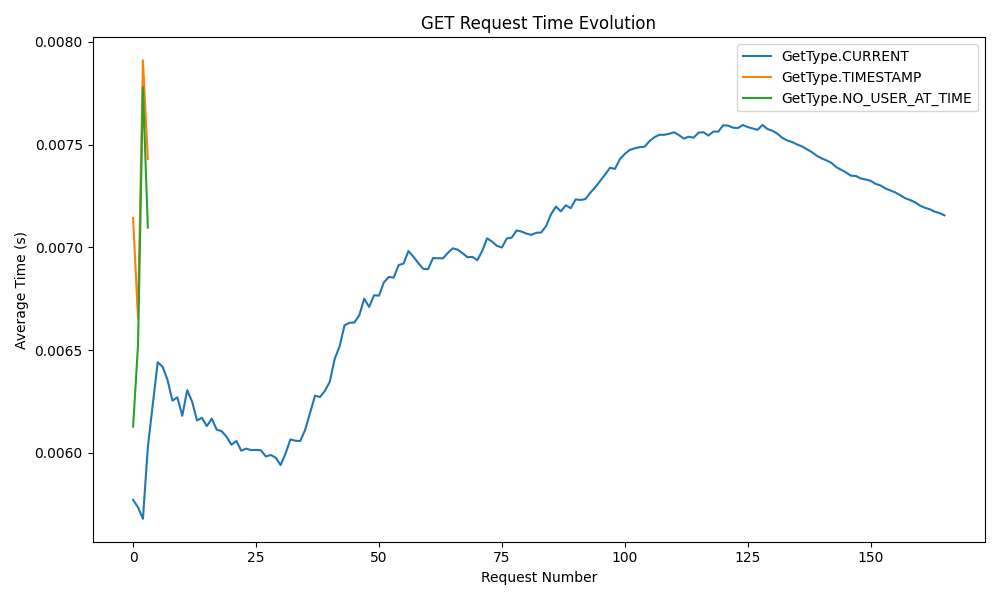 GET Request Time Evolution
0.0080
0.0075
0.0070
0.0065
0.0060
Average Time (s)
GetType.CURRENT
GetType.TIMESTAMP
GetType.NO_USER_AT_TIME
0 25 50 75 100 125 150
Request Number